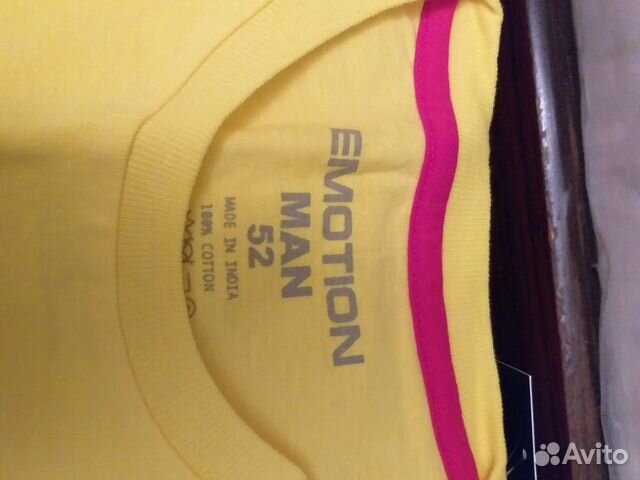 EMOTION
MAN
52
MADE IN INDIA
100% COTTON
Avito